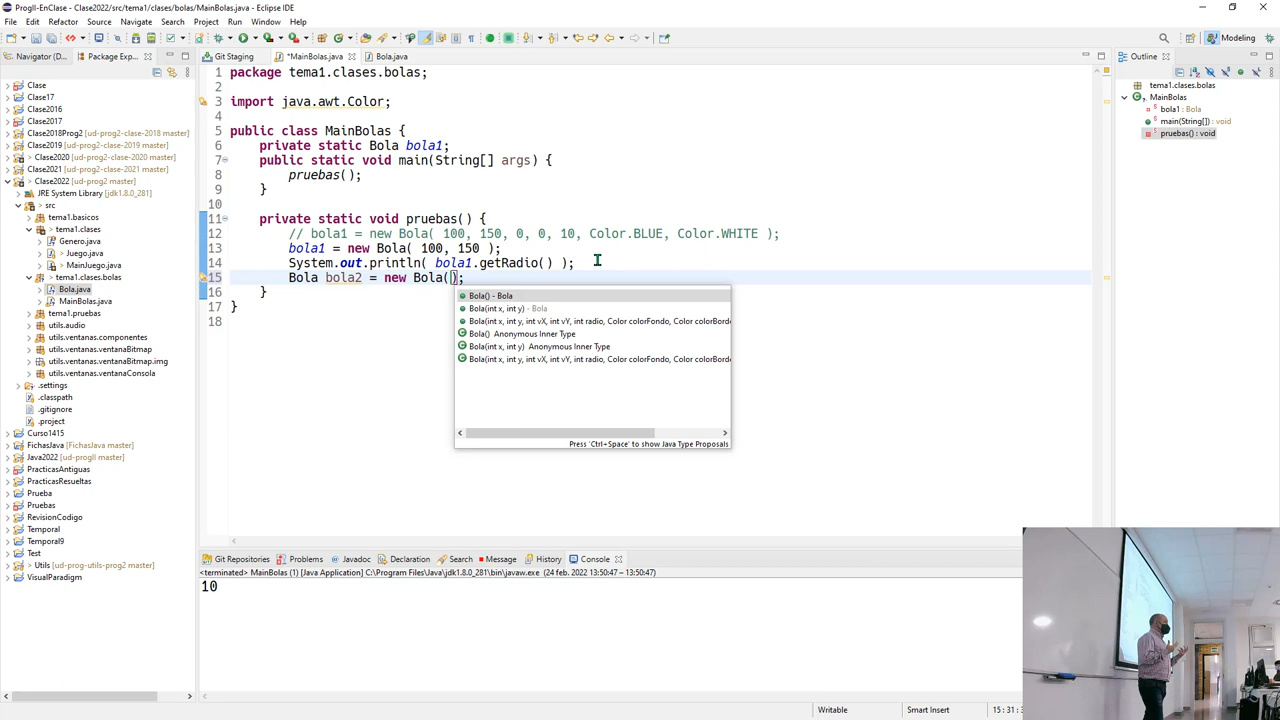 ProgII-EnClase - Clase2022/src/tema1/clases/bolas/MainBolas.java - Eclipse IDE
File Edit Refactor Source Navigate Search Project Run Window Help
Modeling
Navigator (D...
Package Exp...
Git Staging
*MainBolas.java
Bola.java
Outline
Clase
Clase17
Clase2016
Clase2017
Clase2018Prog2 [ud-prog2-clase-2018 master]
Clase2019 [ud-prog2-clase-2019 master]
> Clase2020 [ud-prog2-clase-2020 master]
Clase2021 [ud-prog2-clase-2021 master]
> Clase2022 [ud-prog2 master]
JRE System Library [jdk1.8.0_281]
> src
tema1.basicos
> tema1.clases
Genero.java
> Juego.java
> MainJuego.java
> tema1.clases.bolas
Bola.java
MainBolas.java
tema1.pruebas
utils.audio
utils.ventanas.componentes
utils.ventanas.ventanaBitmap
utils.ventanas.ventanaBitmap.img
utils.ventanas.ventanaConsola
.settings
.classpath
.gitignore
.project
Curso1415
FichasJava [FichasJava master]
Java2022 [ud-progII master]
PracticasAntiguas
PracticasResueltas
Prueba
Pruebas
RevisionCodigo
Temporal
Temporal9
Test
> Utils [ud-prog-utils-prog2 master]
VisualParadigm
1 package tema1.clases.bolas;
2
3 import java.awt.Color;
4
5 public class MainBolas {
6 private static Bola bola1;
7 public static void main(String[] args) {
8 pruebas();
9 }
10
11 private static void pruebas() {
12 // bola1 = new Bola( 100, 150, 0, 0, 10, Color.BLUE, Color.WHITE );
13 bola1 = new Bola( 100, 150 );
14 System.out.println( bola1.getRadio() );
15 Bola bola2 = new Bola();
16 }
17 }
18
Bola() - Bola
Bola(int x, int y) - Bola
Bola(int x, int y, int vX, int vY, int radio, Color colorFondo, Color colorBorde
Bola() Anonymous Inner Type
Bola(int x, int y) Anonymous Inner Type
Bola(int x, int y, int vX, int vY, int radio, Color colorFondo, Color colorBorde
Press 'Ctrl+Space' to show Java Type Proposals
tema1.clases.bolas
MainBolas
bola1 : Bola
main(String[]) : void
pruebas() : void
Git Repositories
Problems
Javadoc
Declaration
Search
Message
History
Console
<terminated> MainBolas (1) [Java Application] C:\Program Files\Java\jdk1.8.0_281\bin\javaw.exe (24 feb. 2022 13:50:47 – 13:50:47)
10
Writable
Smart Insert